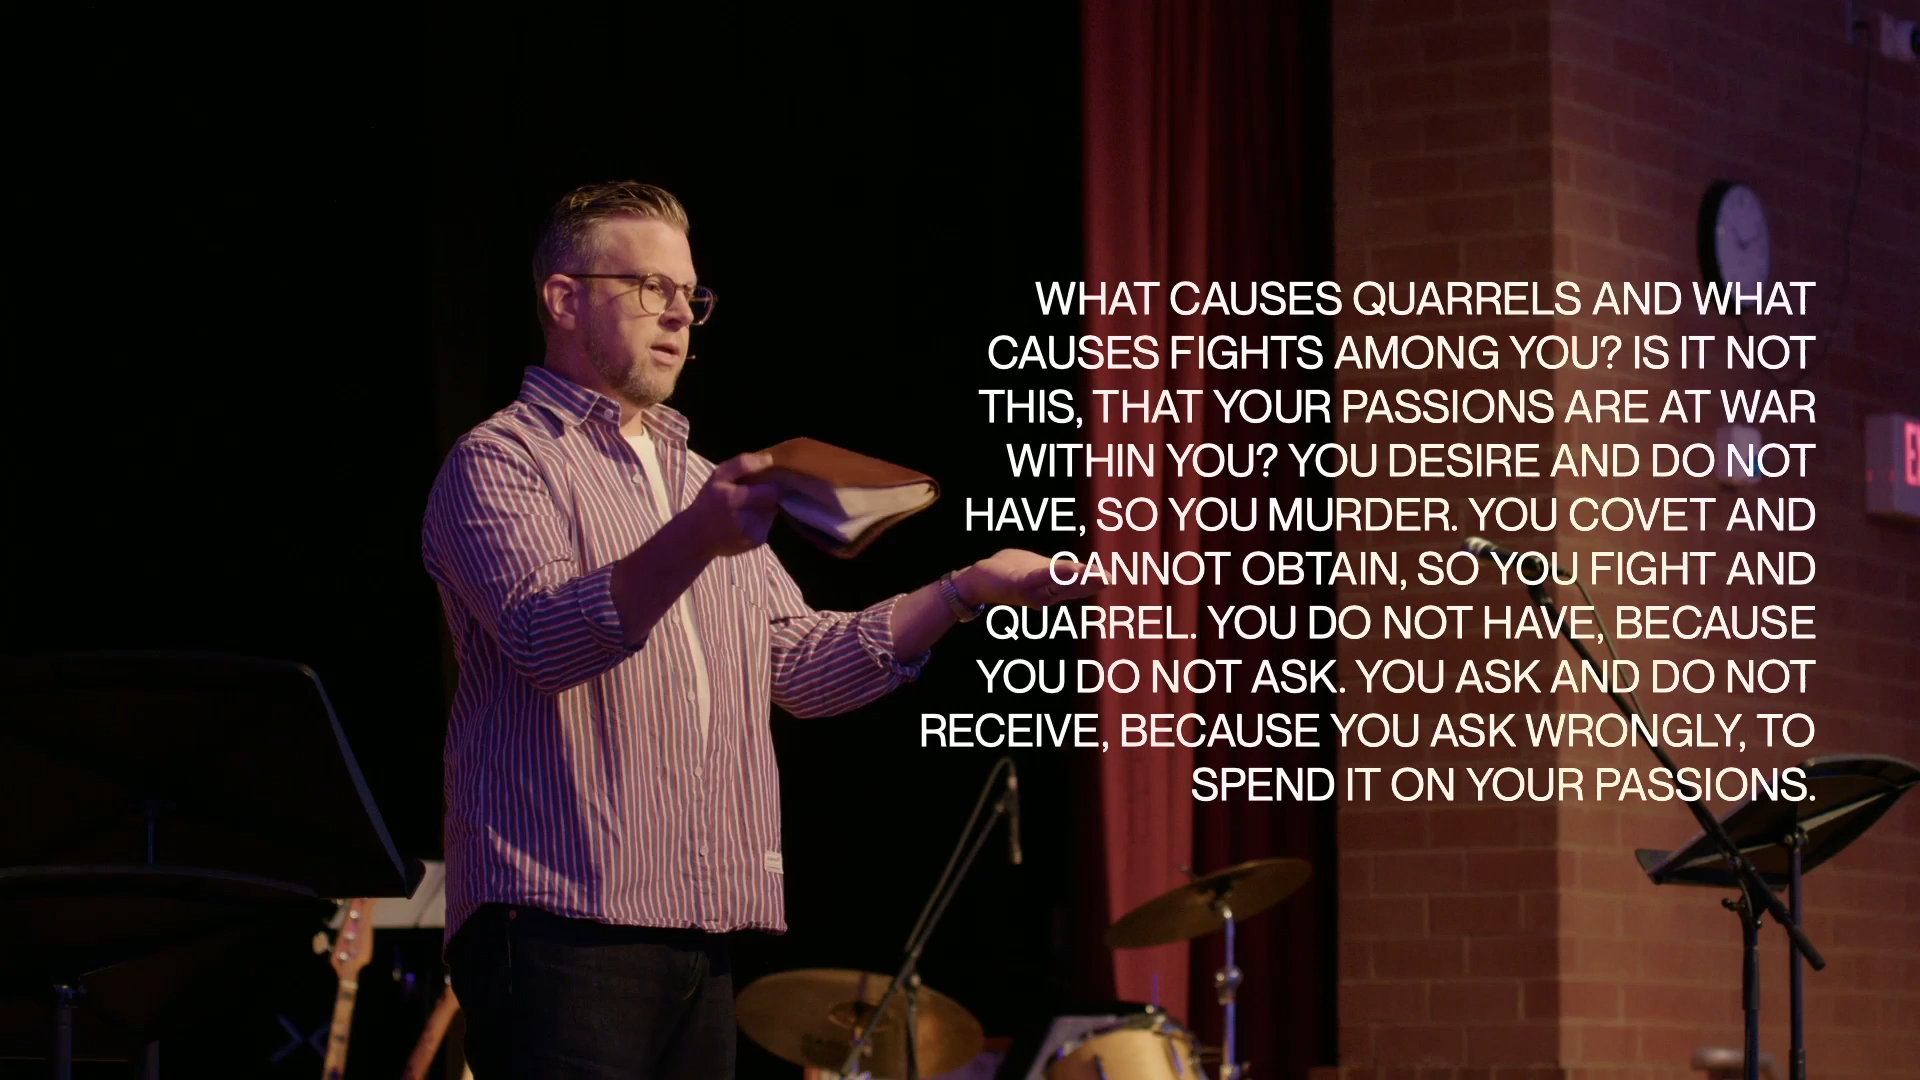 WHAT CAUSES QUARRELS AND WHAT
CAUSES FIGHTS AMONG YOU? IS IT NOT
THIS, THAT YOUR PASSIONS ARE AT WAR
WITHIN YOU? YOU DESIRE AND DO NOT
HAVE, SO YOU MURDER. YOU COVET AND
CANNOT OBTAIN, SO YOU FIGHT AND
QUARREL. YOU DO NOT HAVE, BECAUSE
YOU DO NOT ASK. YOU ASK AND DO NOT
RECEIVE, BECAUSE YOU ASK WRONGLY, TO
SPEND IT ON YOUR PASSIONS.